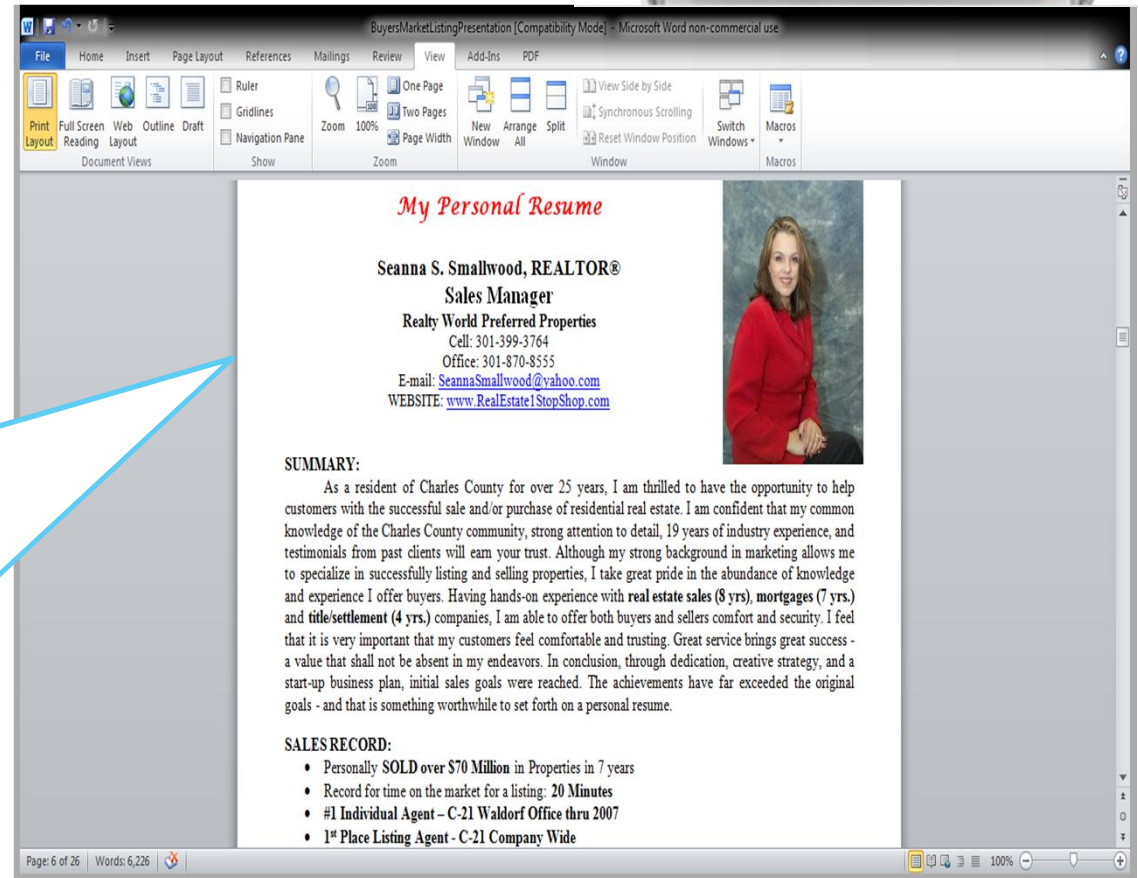 BuyersMarketListingPresentation [Compatibility Mode] - Microsoft Word non-commercial use
File Home Insert Page Layout References Mailings Review View Add-Ins PDF
Print Layout
Full Screen Reading
Web Layout
Outline
Draft
Document Views
Ruler
Gridlines
Navigation Pane
Show
Zoom
100%
One Page
Two Pages
Page Width
Zoom
New Window
Arrange All
Split
View Side by Side
Synchronous Scrolling
Reset Window Position
Window
Switch Windows
Macros
Macros
My Personal Resume
Seanna S. Smallwood, REALTOR®
Sales Manager
Realty World Preferred Properties
Cell: 301-399-3764
Office: 301-870-8555
E-mail: SeannaSmallwood@yahoo.com
WEBSITE: www.RealEstate1StopShop.com
SUMMARY:
As a resident of Charles County for over 25 years, I am thrilled to have the opportunity to help
customers with the successful sale and/or purchase of residential real estate. I am confident that my common
knowledge of the Charles County community, strong attention to detail, 19 years of industry experience, and
testimonials from past clients will earn your trust. Although my strong background in marketing allows me
to specialize in successfully listing and selling properties, I take great pride in the abundance of knowledge
and experience I offer buyers. Having hands-on experience with real estate sales (8 yrs), mortgages (7 yrs.)
and title/settlement (4 yrs.) companies, I am able to offer both buyers and sellers comfort and security. I feel
that it is very important that my customers feel comfortable and trusting. Great service brings great success -
a value that shall not be absent in my endeavors. In conclusion, through dedication, creative strategy, and a
start-up business plan, initial sales goals were reached. The achievements have far exceeded the original
goals - and that is something worthwhile to set forth on a personal resume.
SALES RECORD:
• Personally SOLD over $70 Million in Properties in 7 years
• Record for time on the market for a listing: 20 Minutes
• #1 Individual Agent – C-21 Waldorf Office thru 2007
• 1st Place Listing Agent - C-21 Company Wide
Page: 6 of 26 Words: 6,226 100%